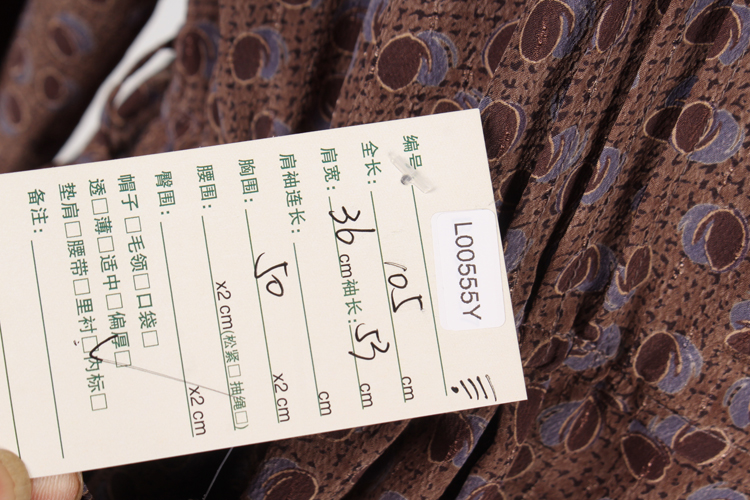 编号 L00555Y 三.
全长: 105 cm
肩宽: 36 cm 袖长: 53 cm
肩袖连长: cm
胸围: 50 x2 cm
腰围: x2 cm(松紧□ 抽绳□)
臀围: x2 cm
帽子□毛领□口袋□
透□薄□适中□偏厚□
垫肩□腰带□里衬□内标□
备注: